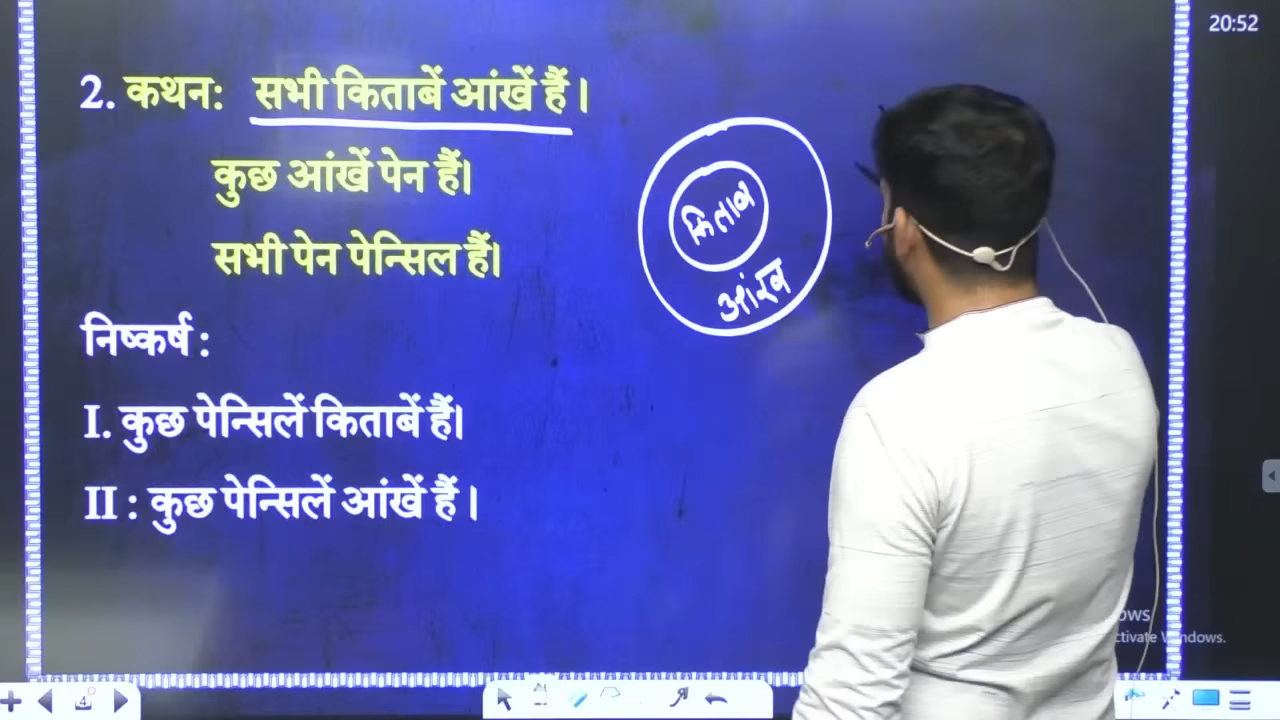 20:52
2. कथन: सभी किताबें आंखें हैं ।
कुछ आंखें पेन हैं।
सभी पेन पेन्सिल हैं।
निष्कर्ष :
I. कुछ पेन्सिलें किताबें हैं।
II : कुछ पेन्सिलें आंखें हैं ।
किताब
आंख